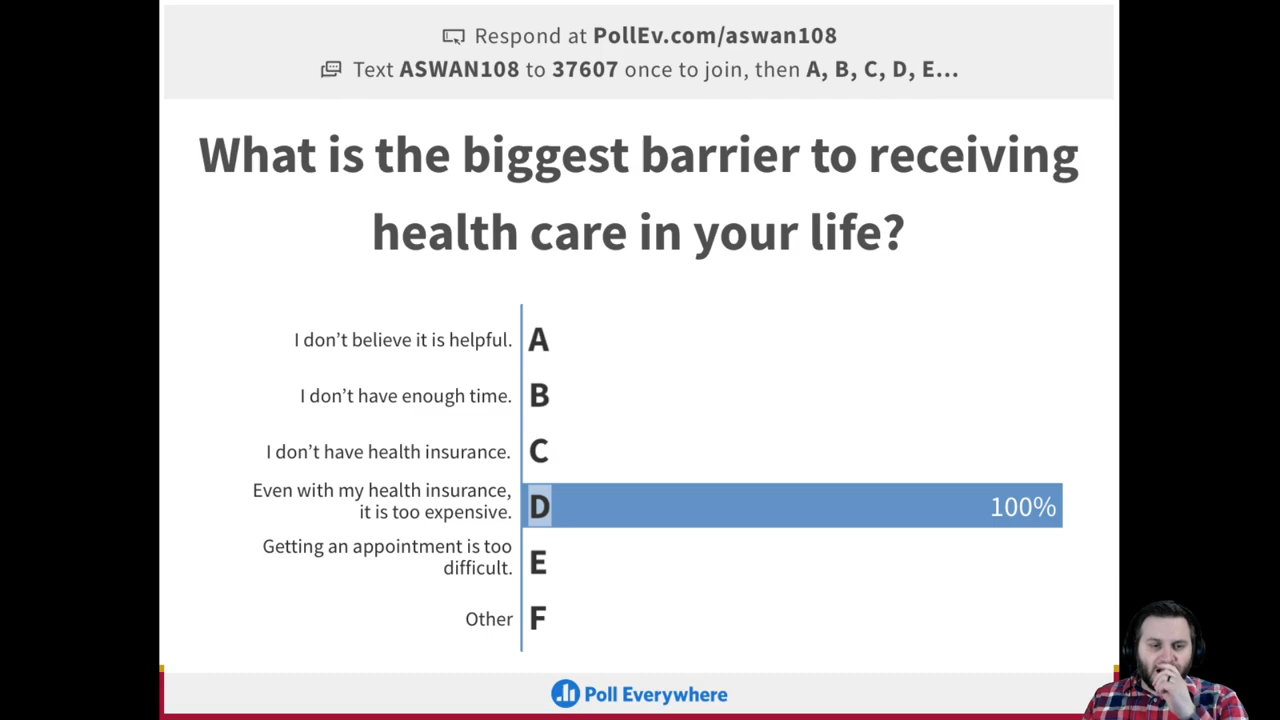 Respond at PollEv.com/aswan108
Text ASWAN108 to 37607 once to join, then A, B, C, D, E...
What is the biggest barrier to receiving
health care in your life?
I don't believe it is helpful. A
I don't have enough time. B
I don't have health insurance. C
Even with my health insurance,
it is too expensive. D 100%
Getting an appointment is too
difficult. E
Other F
Poll Everywhere